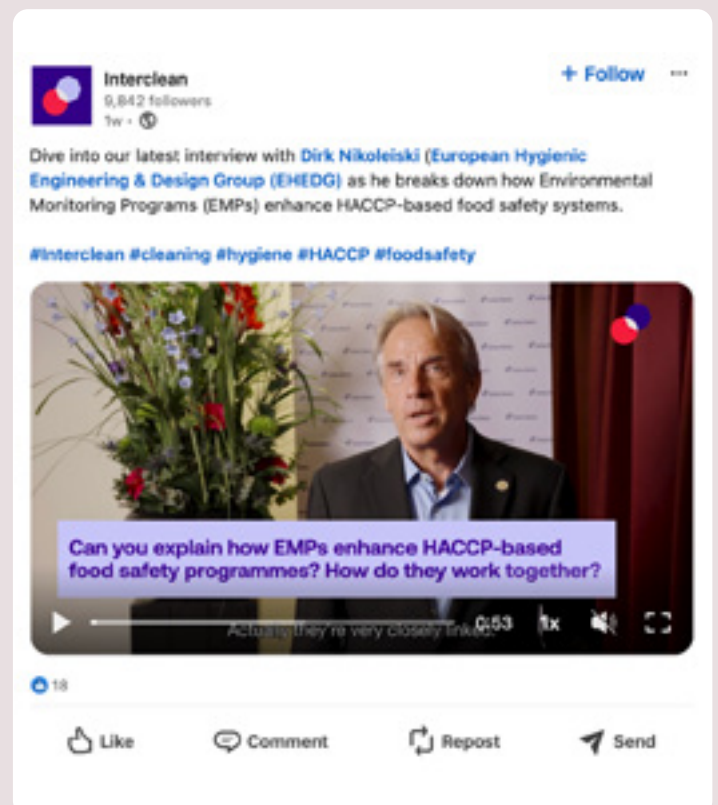 Interclean
9,842 followers
1w •
+ Follow
Dive into our latest interview with Dirk Nikoleiski (European Hygienic
Engineering & Design Group (EHEDG) as he breaks down how Environmental
Monitoring Programs (EMPs) enhance HACCP-based food safety systems.
#Interclean #cleaning #hygiene #HACCP #foodsafety
Can you explain how EMPs enhance HACCP-based
food safety programmes? How do they work together?
Actually they're very closely linked.
0:53 1x
18
Like Comment Repost Send